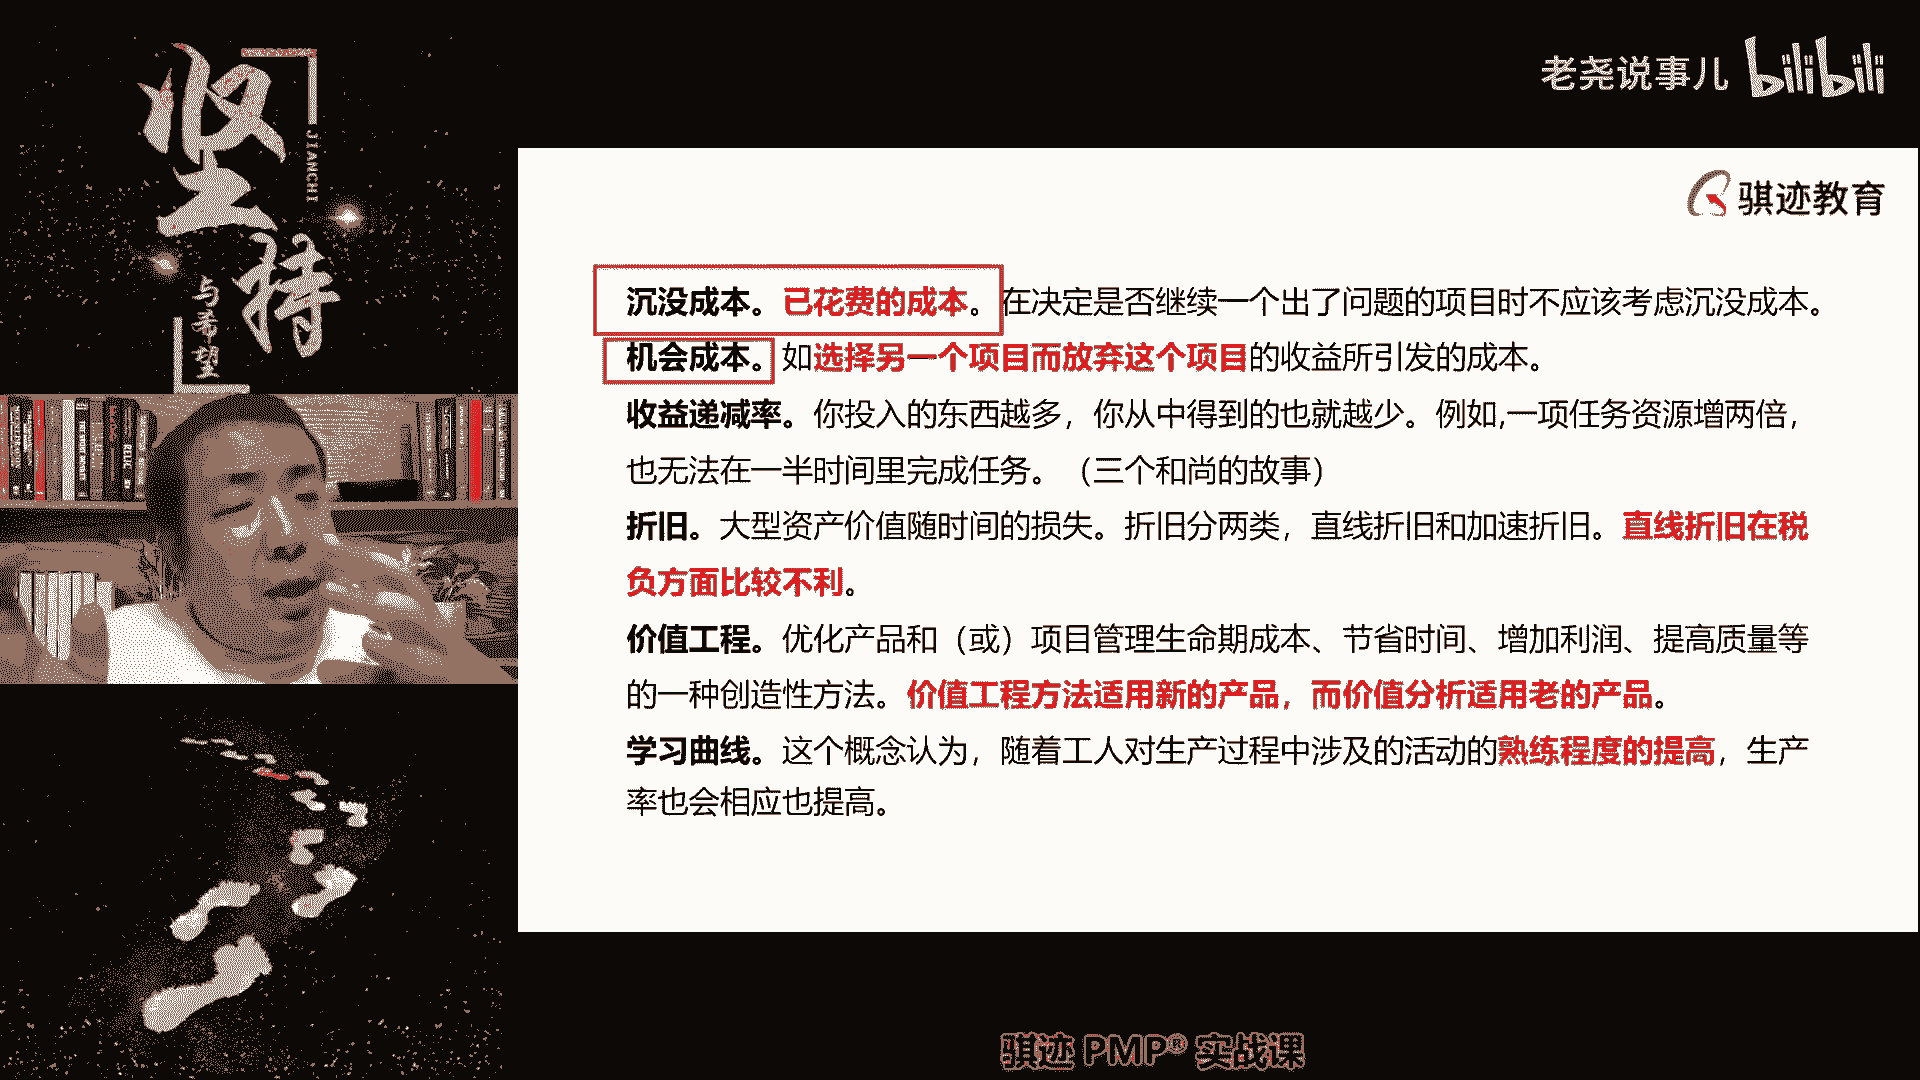 坚持
JIANCHI
与希望
老尧说事儿 bilibili
骐迹教育
沉没成本。已花费的成本。在决定是否继续一个出了问题的项目时不应该考虑沉没成本。
机会成本。如选择另一个项目而放弃这个项目的收益所引发的成本。
收益递减率。你投入的东西越多，你从中得到的也就越少。例如,一项任务资源增两倍，
也无法在一半时间里完成任务。（三个和尚的故事）
折旧。大型资产价值随时间的损失。折旧分两类，直线折旧和加速折旧。直线折旧在税
负方面比较不利。
价值工程。优化产品和（或）项目管理生命期成本、节省时间、增加利润、提高质量等
的一种创造性方法。价值工程方法适用新的产品，而价值分析适用老的产品。
学习曲线。这个概念认为，随着工人对生产过程中涉及的活动的熟练程度的提高，生产
率也会相应也提高。
骐迹 PMP® 实战课